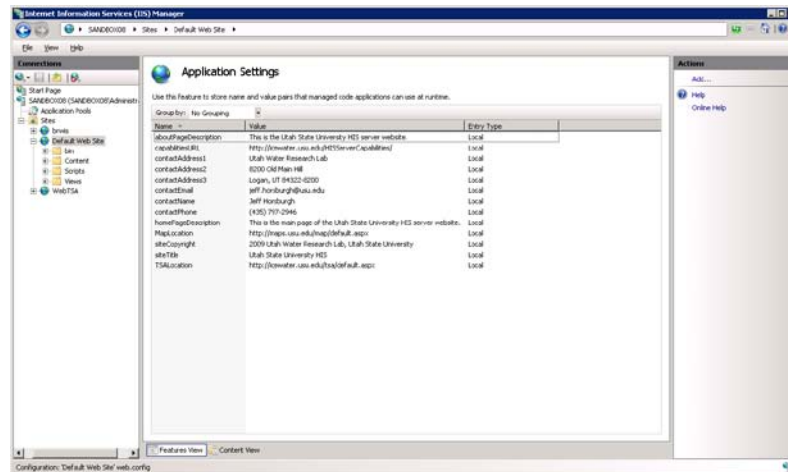 Internet Information Services (IIS) Manager
SANDBOX08 Sites Default Web Site
File View Help
Connections
Start Page
SANDBOX08 (SANDBOX08\Administr
Application Pools
Sites
brwis
Default Web Site
bin
Content
Scripts
Views
WebTSA
Application Settings
Use this feature to store name and value pairs that managed code applications can use at runtime.
Group by: No Grouping
Name Value Entry Type
aboutPageDescription This is the Utah State University HIS server website. Local
capabilitiesURL http://icewater.usu.edu/HISServerCapabilities/ Local
contactAddress1 Utah Water Research Lab Local
contactAddress2 8200 Old Main Hill Local
contactAddress3 Logan, UT 84322-8200 Local
contactEmail jeff.horsburgh@usu.edu Local
contactName Jeff Horsburgh Local
contactPhone (435) 797-2946 Local
homePageDescription This is the main page of the Utah State University HIS server website. Local
MapLocation http://maps.usu.edu/map/default.aspx Local
siteCopyright 2009 Utah Water Research Lab, Utah State University Local
siteTitle Utah State University HIS Local
TSALocation http://icewater.usu.edu/tsa/default.aspx Local
Features View Content View
Actions
Add...
Help
Online Help
Configuration: 'Default Web Site' web.config